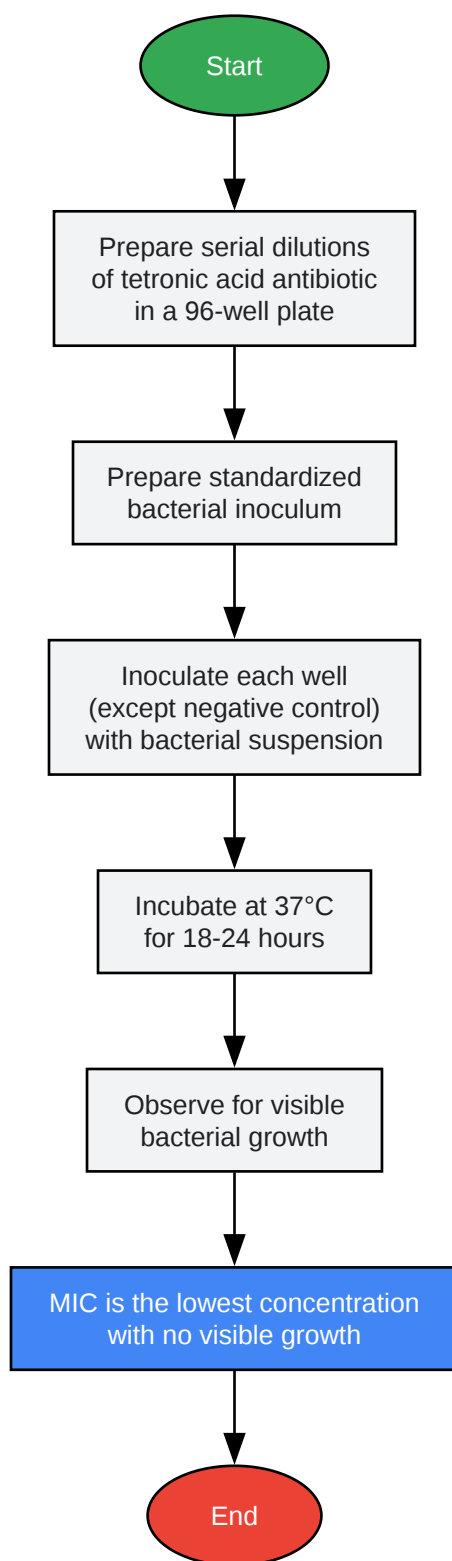 Start
Prepare serial dilutions
of tetronic acid antibiotic
in a 96-well plate
Prepare standardized
bacterial inoculum
Inoculate each well
(except negative control)
with bacterial suspension
Incubate at 37°C
for 18-24 hours
Observe for visible
bacterial growth
MIC is the lowest concentration
with no visible growth
End